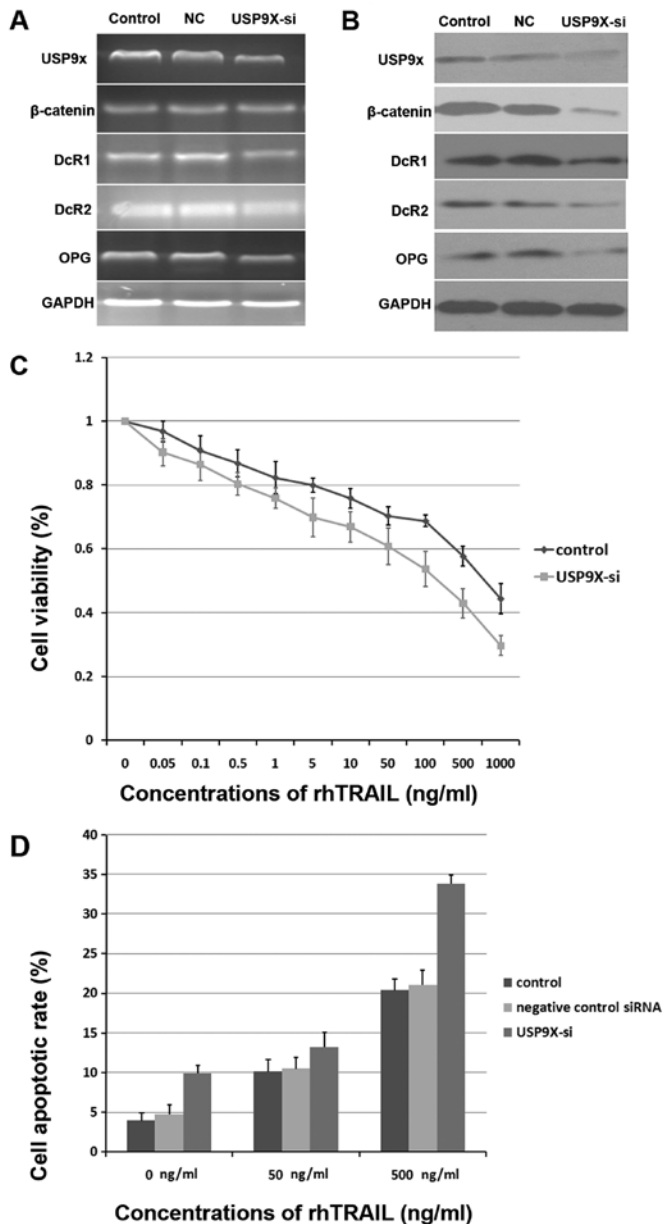 A
Control NC USP9X-si
USP9x
β-catenin
DcR1
DcR2
OPG
GAPDH
B
Control NC USP9X-si
USP9x
β-catenin
DcR1
DcR2
OPG
GAPDH
C
Cell viability (%)
1.2
1
0.8
0.6
0.4
0.2
0
0 0.05 0.1 0.5 1 5 10 50 100 500 1000
Concentrations of rhTRAIL (ng/ml)
control
USP9X-si
D
Cell apoptotic rate (%)
40
35
30
25
20
15
10
5
0
0 ng/ml 50 ng/ml 500 ng/ml
Concentrations of rhTRAIL (ng/ml)
control
negative control siRNA
USP9X-si